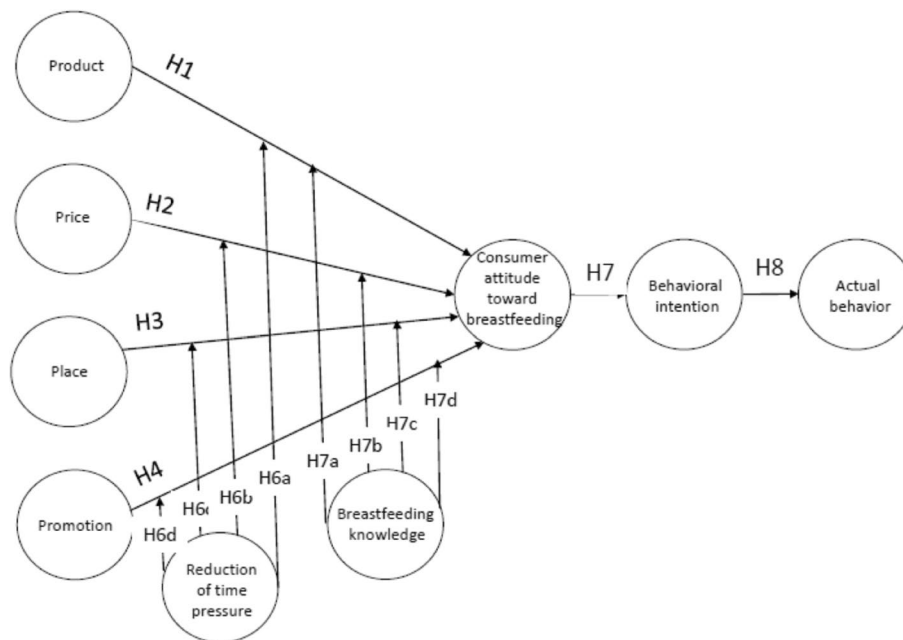 Product
H1
Price
H2
Consumer
attitude
toward
breastfeeding
H7
Behavioral
intention
H8
Actual
behavior
H3
Place
H4
Promotion
H6d
H6c
H6b
H6a
H7a
H7b
H7c
H7d
Reduction
of time
pressure
Breastfeeding
knowledge